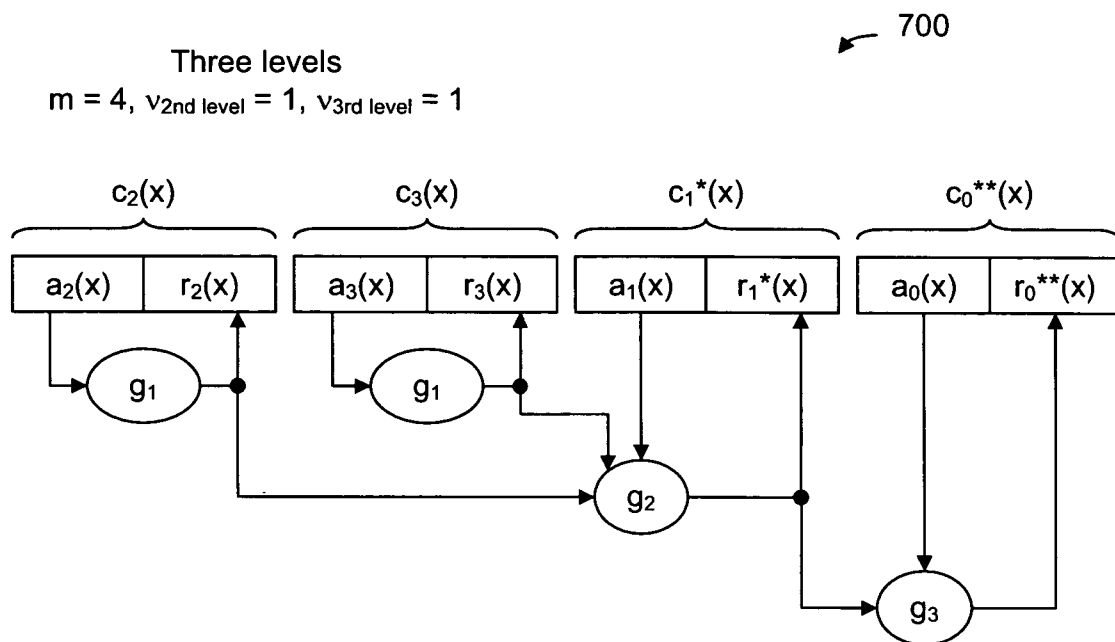 700
Three levels
m = 4, ν2nd level = 1, ν3rd level = 1
c₂(x) c₃(x) c₁*(x) c₀**(x)
a₂(x) r₂(x) a₃(x) r₃(x) a₁(x) r₁*(x) a₀(x) r₀**(x)
g₁ g₁
g₂
g₃